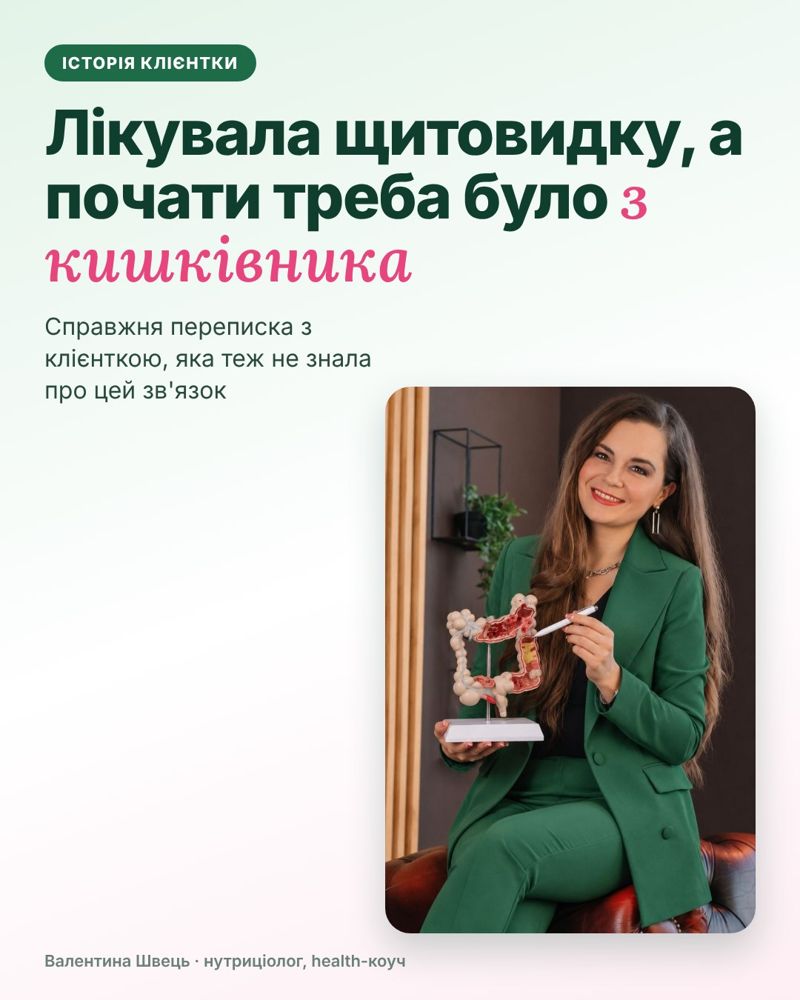 ІСТОРІЯ КЛІЄНТКИ
Лікувала щитовидку, а
почати треба було з
кишківника
Справжня переписка з
клієнткою, яка теж не знала
про цей зв'язок
Валентина Швець · нутриціолог, health-коуч